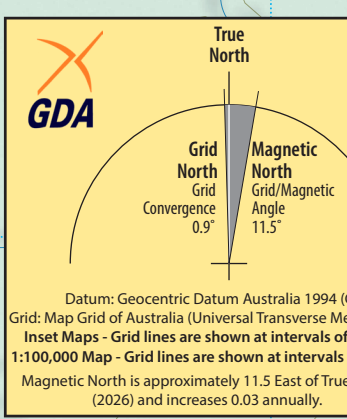 True
North
GDA
Grid
North
Grid
Convergence
0.9°
Magnetic
North
Grid/Magnetic
Angle
11.5°
Datum: Geocentric Datum Australia 1994 (
Grid: Map Grid of Australia (Universal Transverse Me
Inset Maps - Grid lines are shown at intervals of
1:100,000 Map - Grid lines are shown at intervals
Magnetic North is approximately 11.5 East of True
(2026) and increases 0.03 annually.